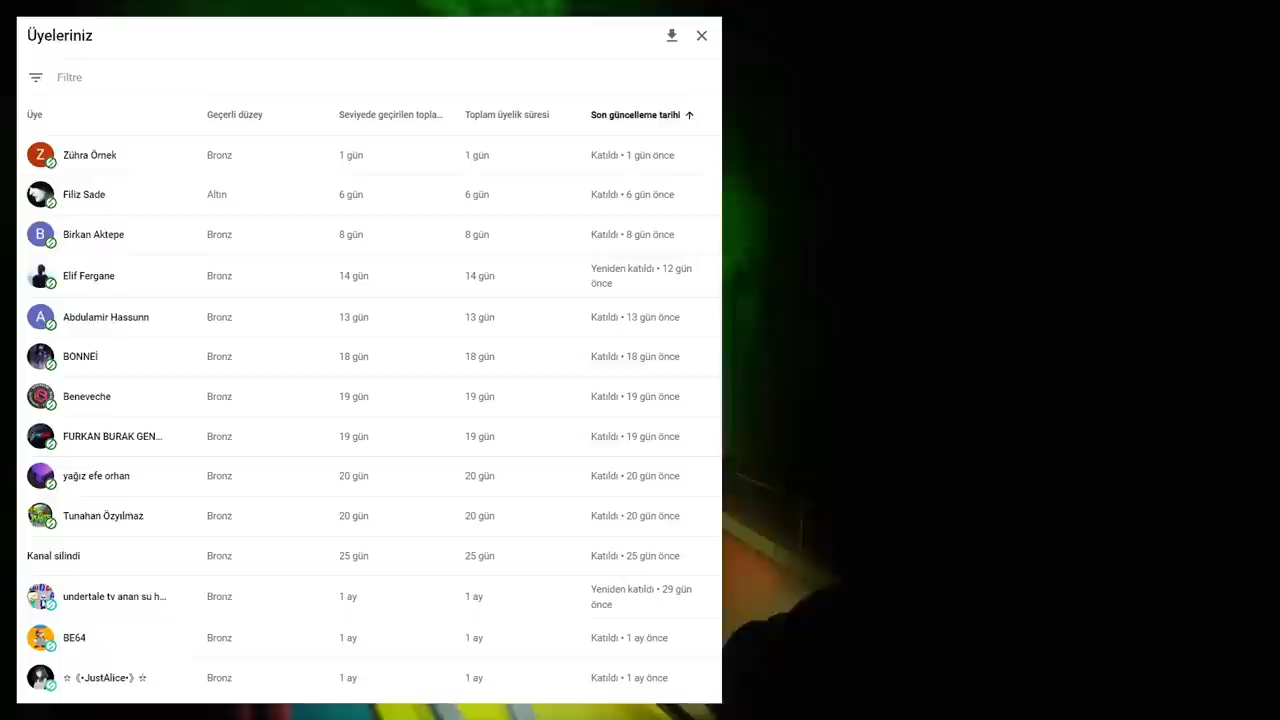 Üyeleriniz
Filtre
Üye Geçerli düzey Seviyede geçirilen topla... Toplam üyelik süresi Son güncelleme tarihi
Z Zühra Örnek Bronz 1 gün 1 gün Katıldı • 1 gün önce
Filiz Sade Altın 6 gün 6 gün Katıldı • 6 gün önce
B Birkan Aktepe Bronz 8 gün 8 gün Katıldı • 8 gün önce
Elif Fergane Bronz 14 gün 14 gün Yeniden katıldı • 12 gün
önce
A Abdulamir Hassunn Bronz 13 gün 13 gün Katıldı • 13 gün önce
BONNEİ Bronz 18 gün 18 gün Katıldı • 18 gün önce
Beneveche Bronz 19 gün 19 gün Katıldı • 19 gün önce
FURKAN BURAK GEN... Bronz 19 gün 19 gün Katıldı • 19 gün önce
yağız efe orhan Bronz 20 gün 20 gün Katıldı • 20 gün önce
Tunahan Özyılmaz Bronz 20 gün 20 gün Katıldı • 20 gün önce
Kanal silindi Bronz 25 gün 25 gün Katıldı • 25 gün önce
undertale tv anan su h... Bronz 1 ay 1 ay Yeniden katıldı • 29 gün
önce
BE64 Bronz 1 ay 1 ay Katıldı • 1 ay önce
☆《•JustAlice•》☆ Bronz 1 ay 1 ay Katıldı • 1 ay önce